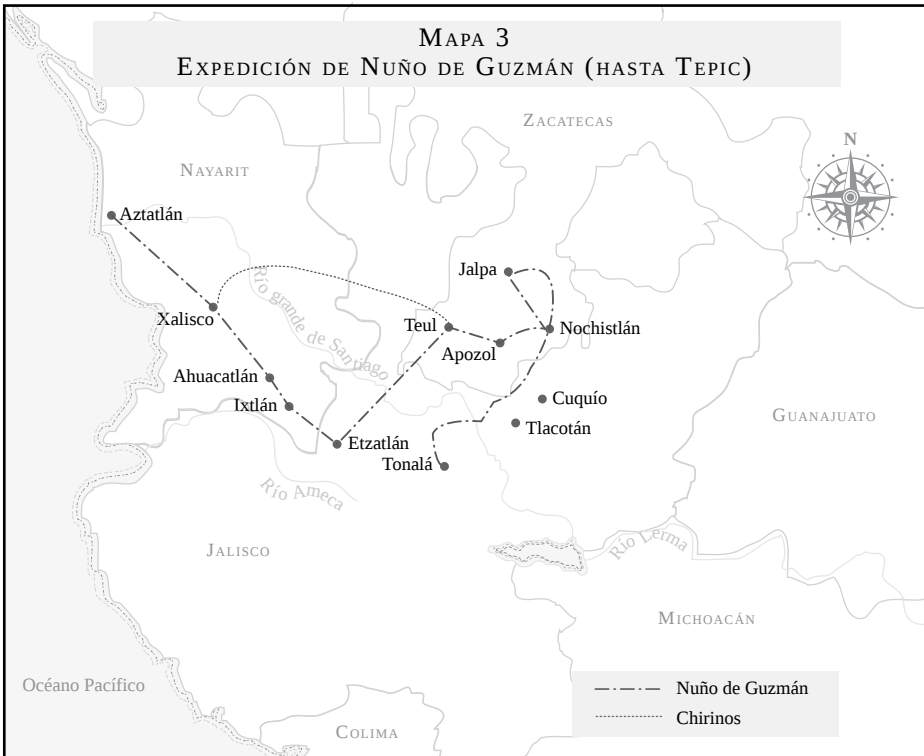 Mapa 3
Expedición de Nuño de Guzmán (hasta Tepic)
Zacatecas
N
Nayarit
Aztatlán
Jalpa
Río grande de Santiago
Xalisco
Teul
Nochistlán
Apozol
Ahuacatlán
Ixtlán
Cuquío
Guanajuato
Tlacotán
Etzatlán
Tonalá
Río Ameca
Río Lerma
Jalisco
Michoacán
Océano Pacífico
Nuño de Guzmán
Chirinos
Colima